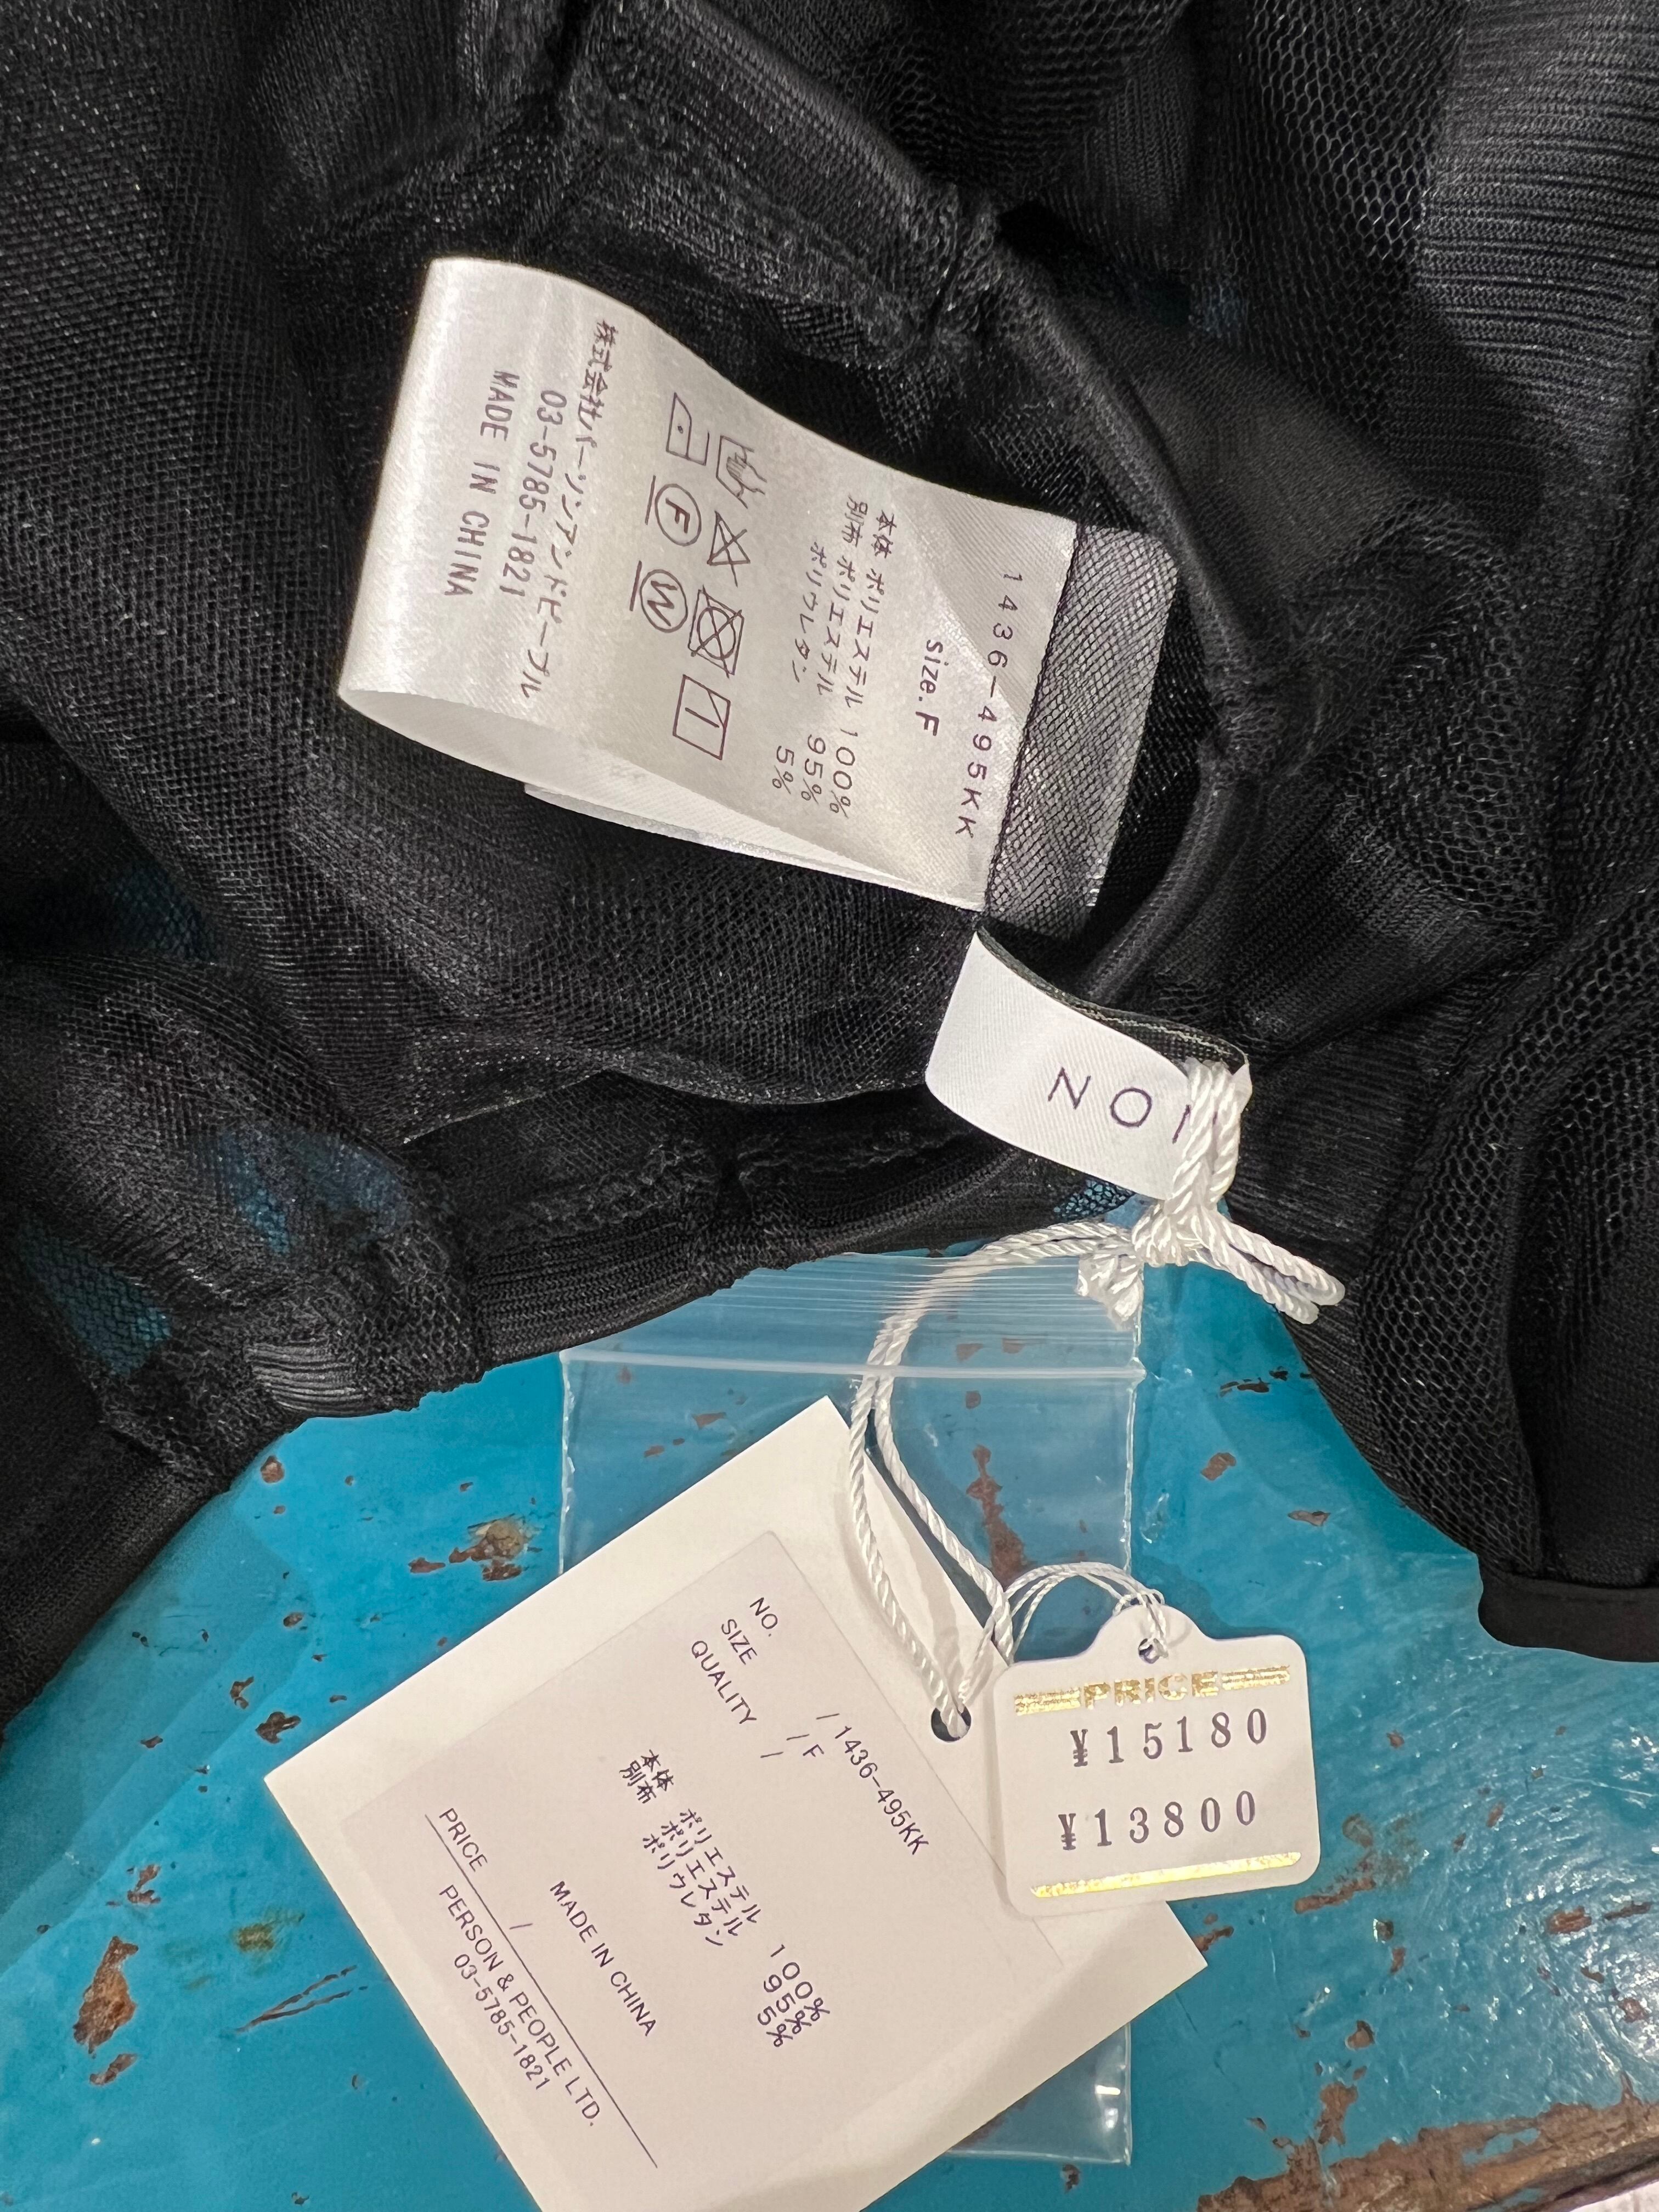 1436-495KK
Size.F
本体 ポリエステル 100%
別布 ポリエステル 95%
ポリウレタン 5%
F
W
株式会社パーソンアンドピープル
03-5785-1821
MADE IN CHINA
ION
NO. / 1436-495KK
SIZE / F
QUALITY /
本体 ポリエステル 100%
別布 ポリエステル 95%
ポリウレタン 5%
MADE IN CHINA
PRICE /
PERSON & PEOPLE LTD.
03-5785-1821
PRICE
¥15180
¥13800